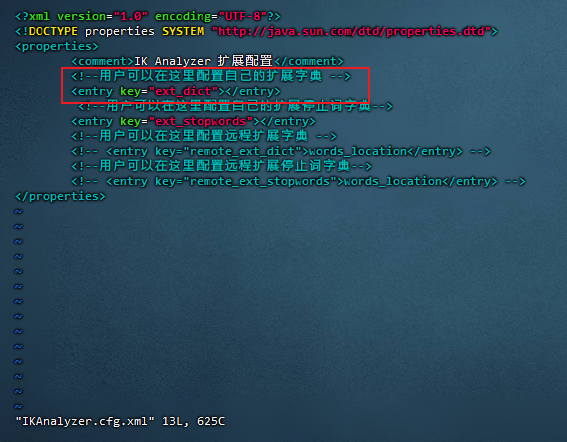 <?xml version="1.0" encoding="UTF-8"?>
<!DOCTYPE properties SYSTEM "http://java.sun.com/dtd/properties.dtd">
<properties>
        <comment>IK Analyzer 扩展配置</comment>
        <!--用户可以在这里配置自己的扩展字典 -->
        <entry key="ext_dict"></entry>
         <!--用户可以在这里配置自己的扩展停止词字典-->
        <entry key="ext_stopwords"></entry>
        <!--用户可以在这里配置远程扩展字典 -->
        <!-- <entry key="remote_ext_dict">words_location</entry> -->
        <!--用户可以在这里配置远程扩展停止词字典-->
        <!-- <entry key="remote_ext_stopwords">words_location</entry> -->
</properties>
~
~
~
~
~
~
~
~
~
~
~
~
~
~
"IKAnalyzer.cfg.xml" 13L, 625C